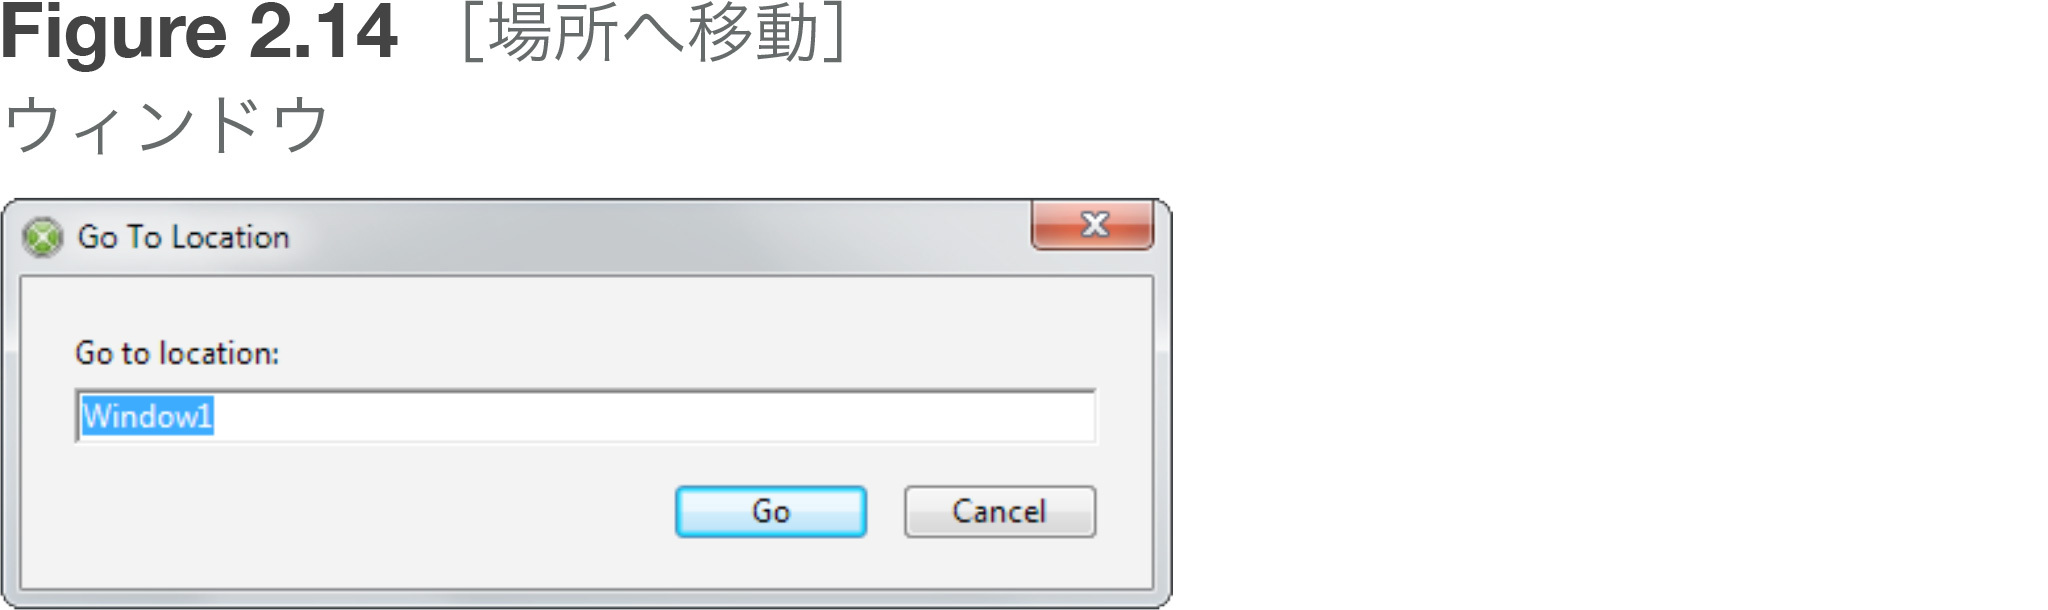 Figure 2.14 ［場所へ移動］
ウィンドウ
Go To Location
Go to location:
Window1
Go Cancel